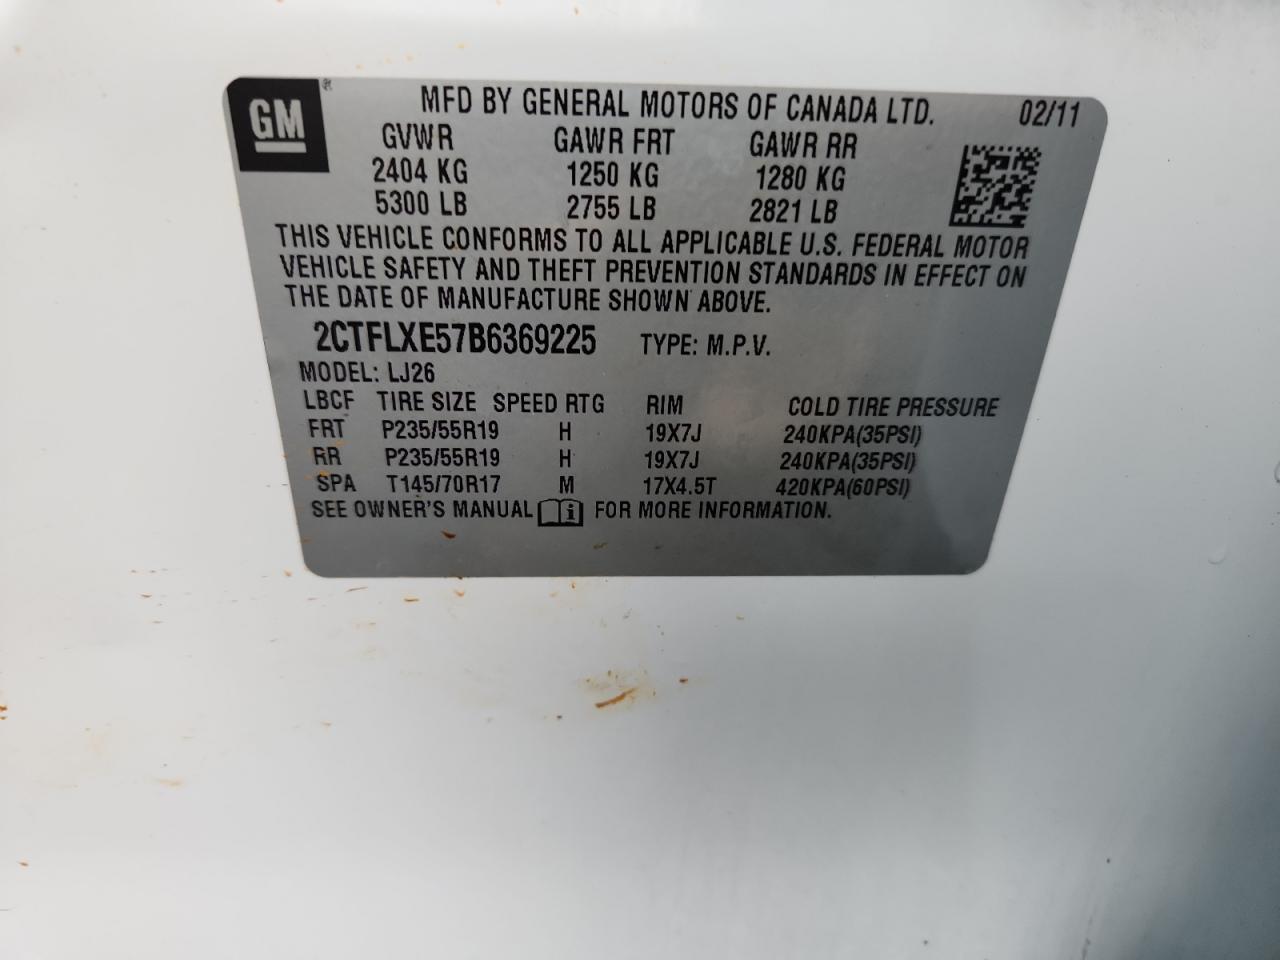 GM MFD BY GENERAL MOTORS OF CANADA LTD. 02/11
GVWR GAWR FRT GAWR RR
2404 KG 1250 KG 1280 KG
5300 LB 2755 LB 2821 LB
THIS VEHICLE CONFORMS TO ALL APPLICABLE U.S. FEDERAL MOTOR
VEHICLE SAFETY AND THEFT PREVENTION STANDARDS IN EFFECT ON
THE DATE OF MANUFACTURE SHOWN ABOVE.
2CTFLXE57B6369225 TYPE: M.P.V.
MODEL: LJ26
LBCF TIRE SIZE SPEED RTG RIM COLD TIRE PRESSURE
FRT P235/55R19 H 19X7J 240KPA(35PSI)
RR P235/55R19 H 19X7J 240KPA(35PSI)
SPA T145/70R17 M 17X4.5T 420KPA(60PSI)
SEE OWNER'S MANUAL i FOR MORE INFORMATION.